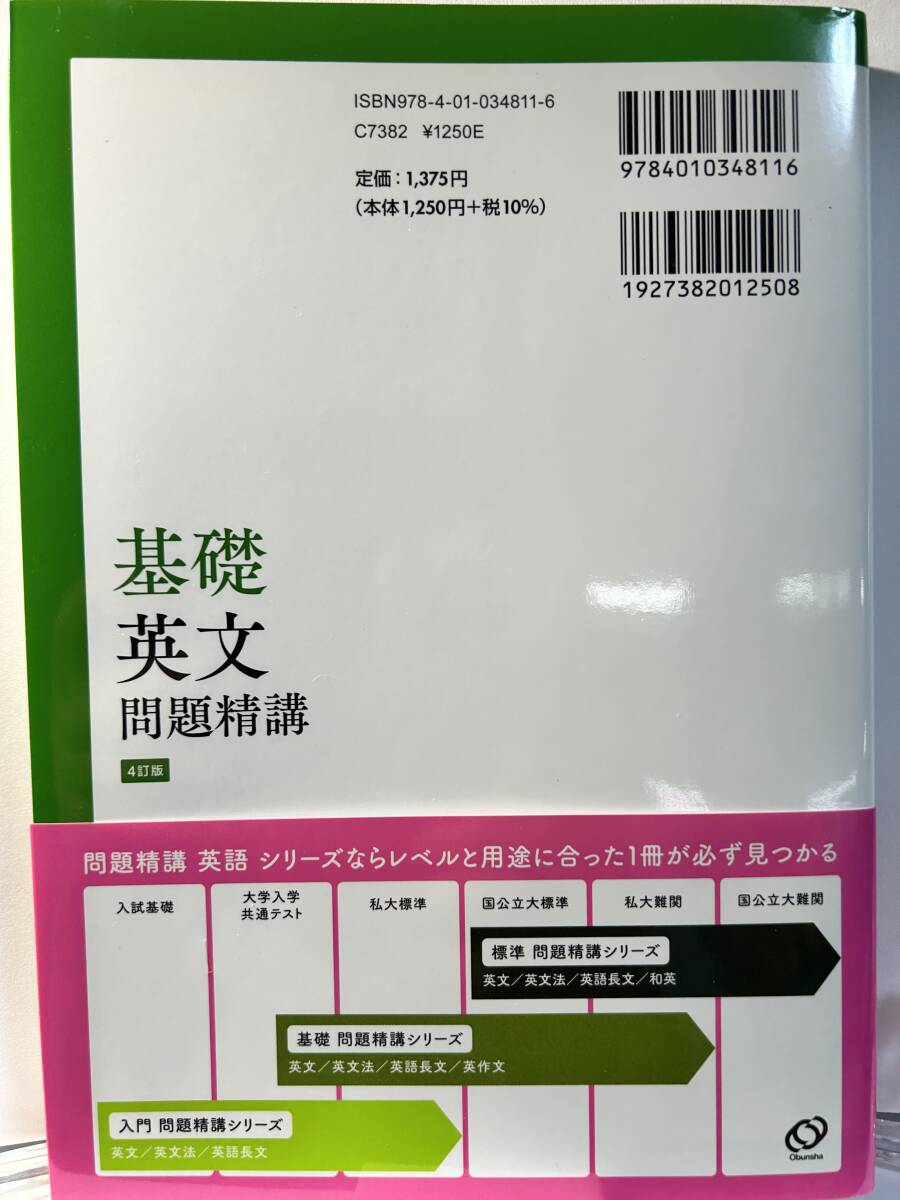 ISBN978-4-01-034811-6
C7382 ¥1250E
定価：1,375円
（本体1,250円＋税10%）
9784010348116
1927382012508
基礎
英文
問題精講
4訂版
問題精講 英語 シリーズならレベルと用途に合った1冊が必ず見つかる
入試基礎
大学入学
共通テスト
私大標準
国公立大標準
私大難関
国公立大難関
標準 問題精講シリーズ
英文／英文法／英語長文／和英
基礎 問題精講シリーズ
英文／英文法／英語長文／英作文
入門 問題精講シリーズ
英文／英文法／英語長文
Obunsha